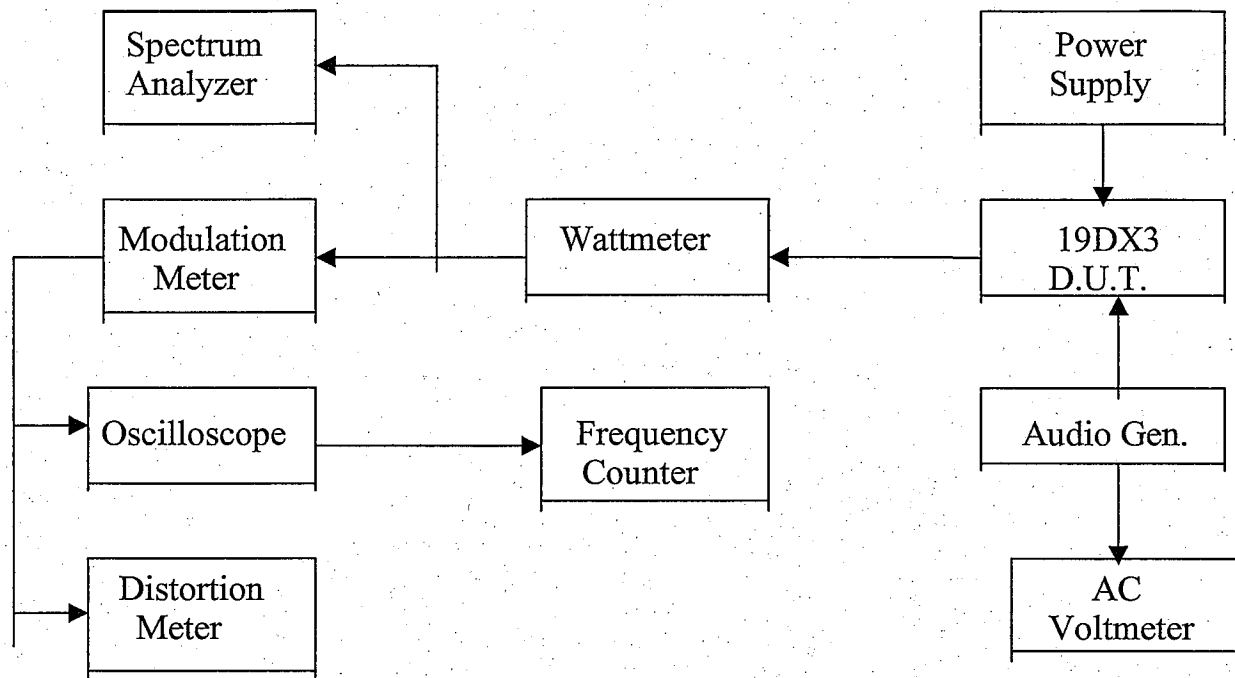 Spectrum
Analyzer
Power
Supply
Modulation
Meter
Wattmeter
19DX3
D.U.T.
Oscilloscope
Frequency
Counter
Audio Gen.
Distortion
Meter
AC
Voltmeter